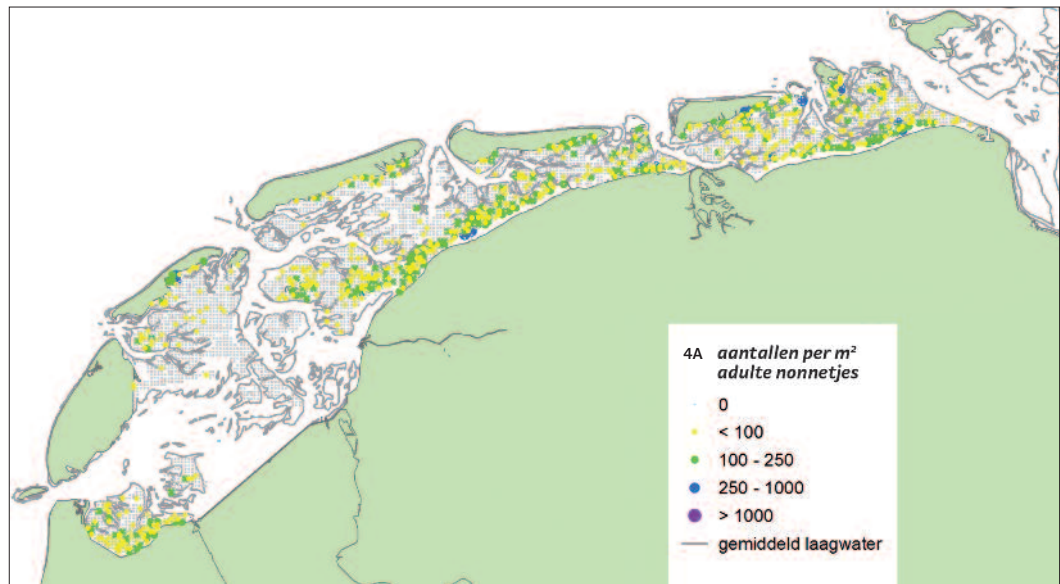 4A aantallen per m²
adulte nonnetjes
0
< 100
100 - 250
250 - 1000
> 1000
gemiddeld laagwater